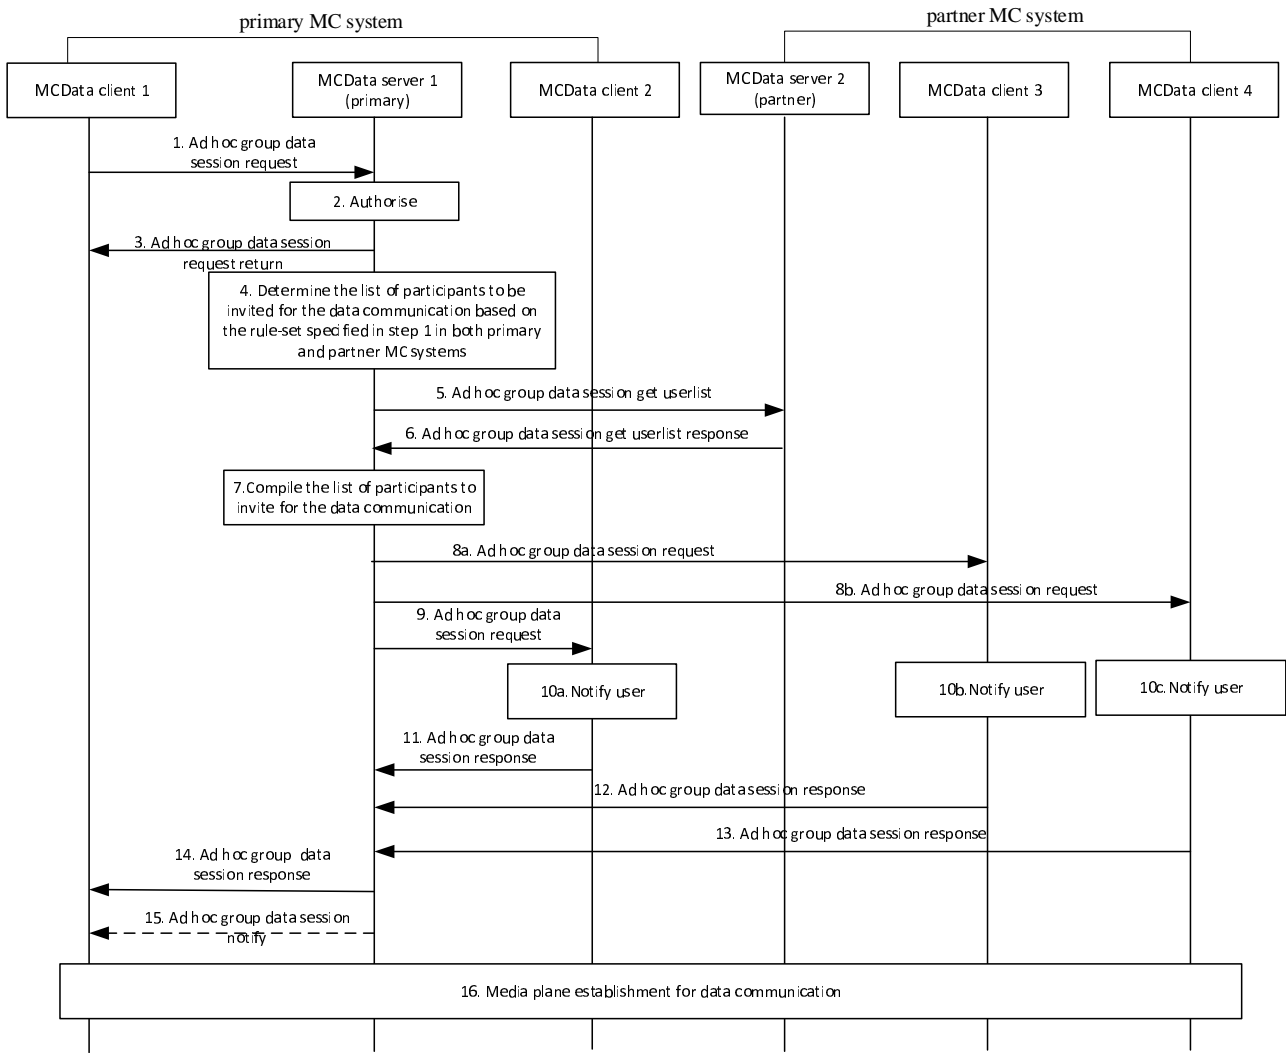 primary MC system
partner MC system
MCData client 1
MCData server 1
(primary)
MCData client 2
MCData server 2
(partner)
MCData client 3
MCData client 4
1. Ad hoc group data
session request
2. Authorise
3. Ad hoc group data session
request return
4. Determine the list of participants to be
invited for the data communication based on
the rule-set specified in step 1 in both primary
and partner MC systems
5. Ad hoc group data session get userlist
6. Ad hoc group data session get userlist response
7.Compile the list of participants to
invite for the data communication
8a. Ad hoc group data session request
8b. Ad hoc group data session request
9. Ad hoc group data
session request
10a. Notify user
10b. Notify user
10c. Notify user
11. Ad hoc group data
session response
12. Ad hoc group data session response
13. Ad hoc group data session response
14. Ad hoc group data
session response
15. Ad hoc group data session
notify
16. Media plane establishment for data communication